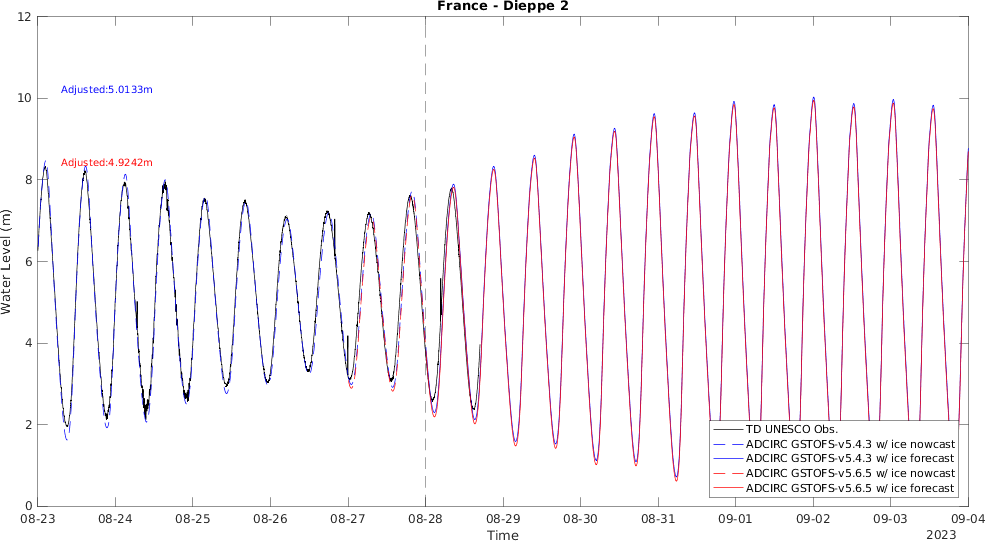 France - Dieppe 2
12
10
8
6
4
2
0
Water Level (m)
Adjusted:5.0133m
Adjusted:4.9242m
TD UNESCO Obs.
ADCIRC GSTOFS-v5.4.3 w/ ice nowcast
ADCIRC GSTOFS-v5.4.3 w/ ice forecast
ADCIRC GSTOFS-v5.6.5 w/ ice nowcast
ADCIRC GSTOFS-v5.6.5 w/ ice forecast
08-23 08-24 08-25 08-26 08-27 08-28 08-29 08-30 08-31 09-01 09-02 09-03 09-04
Time
2023